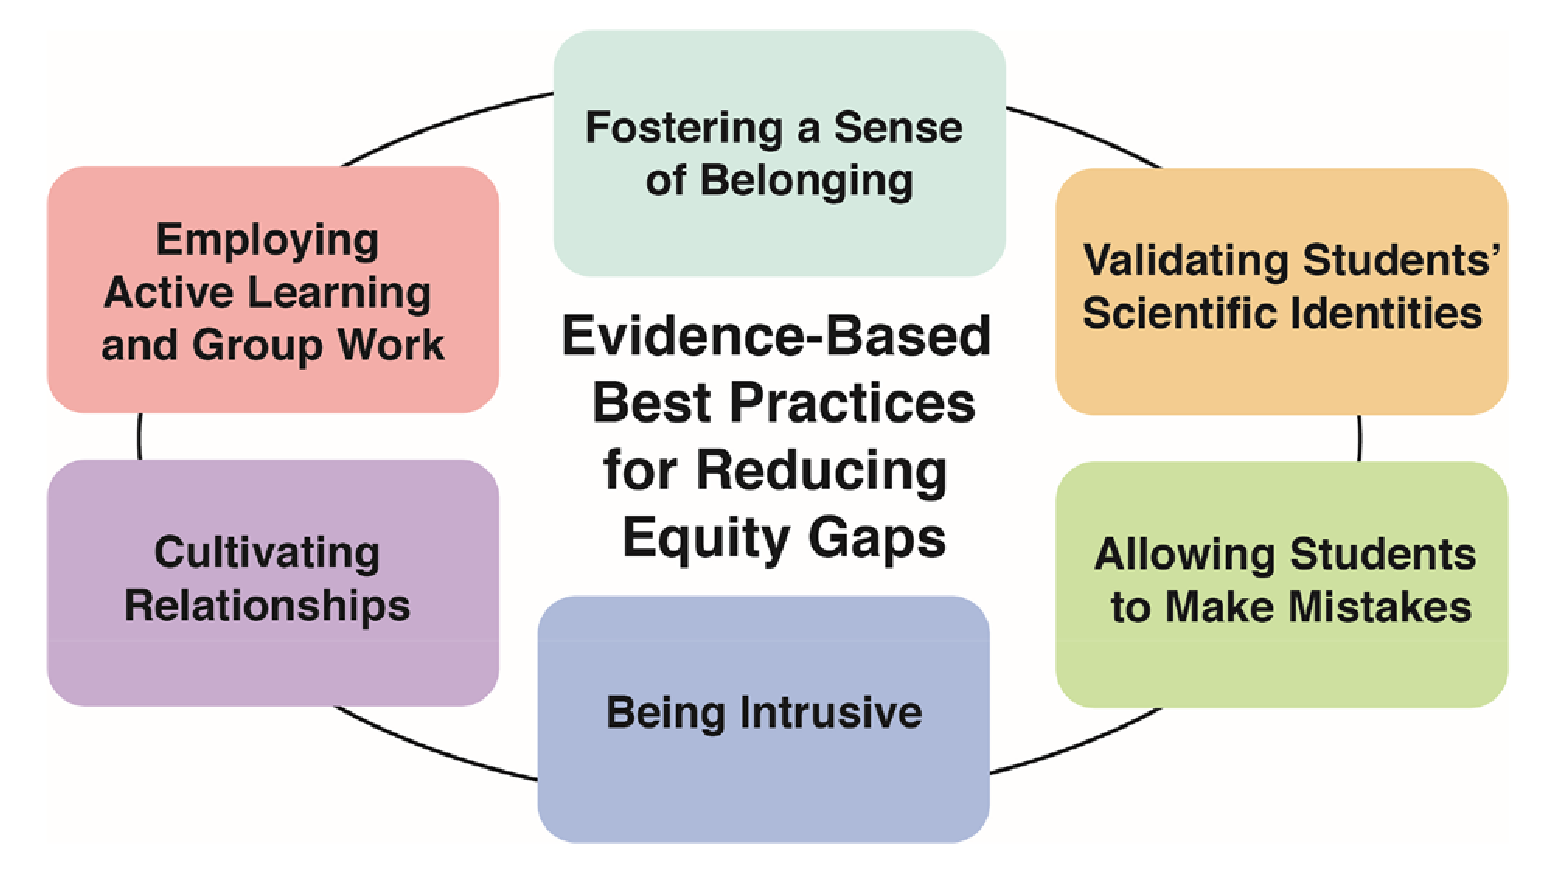 Fostering a Sense
of Belonging
Validating Students’
Scientific Identities
Allowing Students
to Make Mistakes
Being Intrusive
Cultivating
Relationships
Employing
Active Learning
and Group Work
Evidence-Based
Best Practices
for Reducing
Equity Gaps